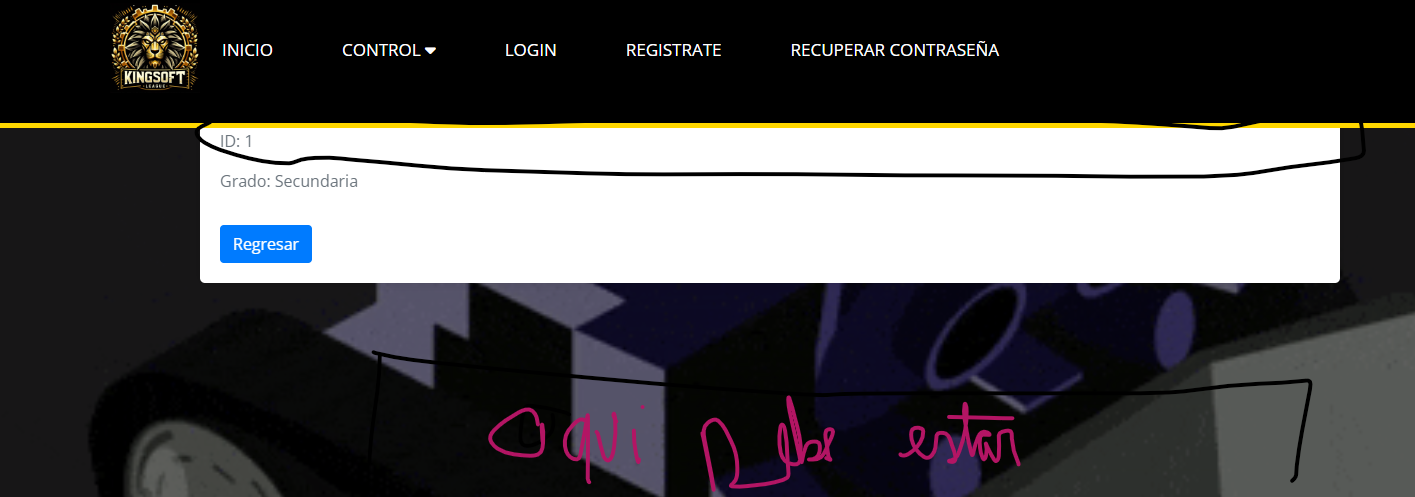 KINGSOFT
LEAGUE
INICIO CONTROL LOGIN REGISTRATE RECUPERAR CONTRASEÑA
ID: 1
Grado: Secundaria
Regresar
aqui Debe estar